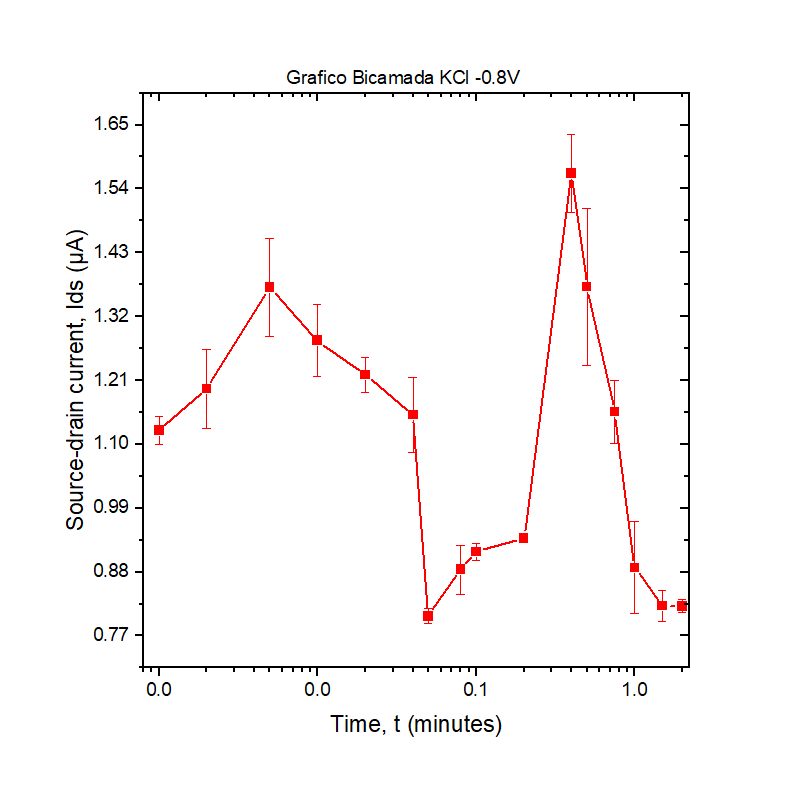 Grafico Bicamada KCl -0.8V
1.65
1.54
1.43
1.32
1.21
1.10
0.99
0.88
0.77
Source-drain current, Ids (µA)
0.0 0.0 0.1 1.0
Time, t (minutes)